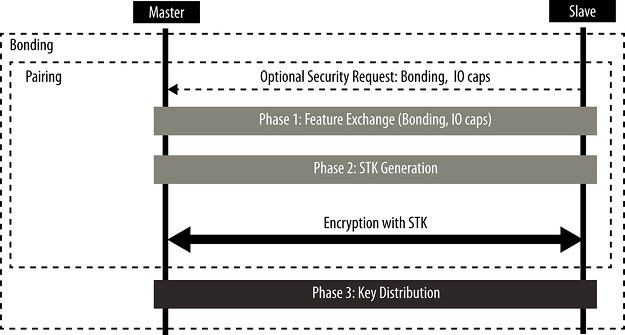 Master
Slave
Bonding
Pairing
Optional Security Request: Bonding, IO caps
Phase 1: Feature Exchange (Bonding, IO caps)
Phase 2: STK Generation
Encryption with STK
Phase 3: Key Distribution